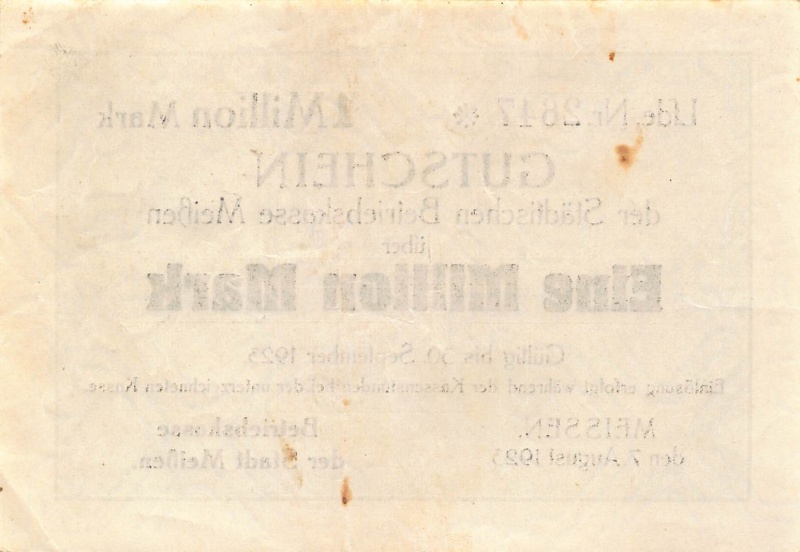 Lfde. Nr. 2647 * 1 Million Mark
GUTSCHEIN
der Städtischen Betriebskasse Meißen
über
Eine Million Mark
Gültig bis 30. September 1923
Einlösung erfolgt während der Kassenstunden bei der unterzeichneten Kasse.
MEISSEN,
den 7. August 1923
Betriebskasse
der Stadt Meißen.